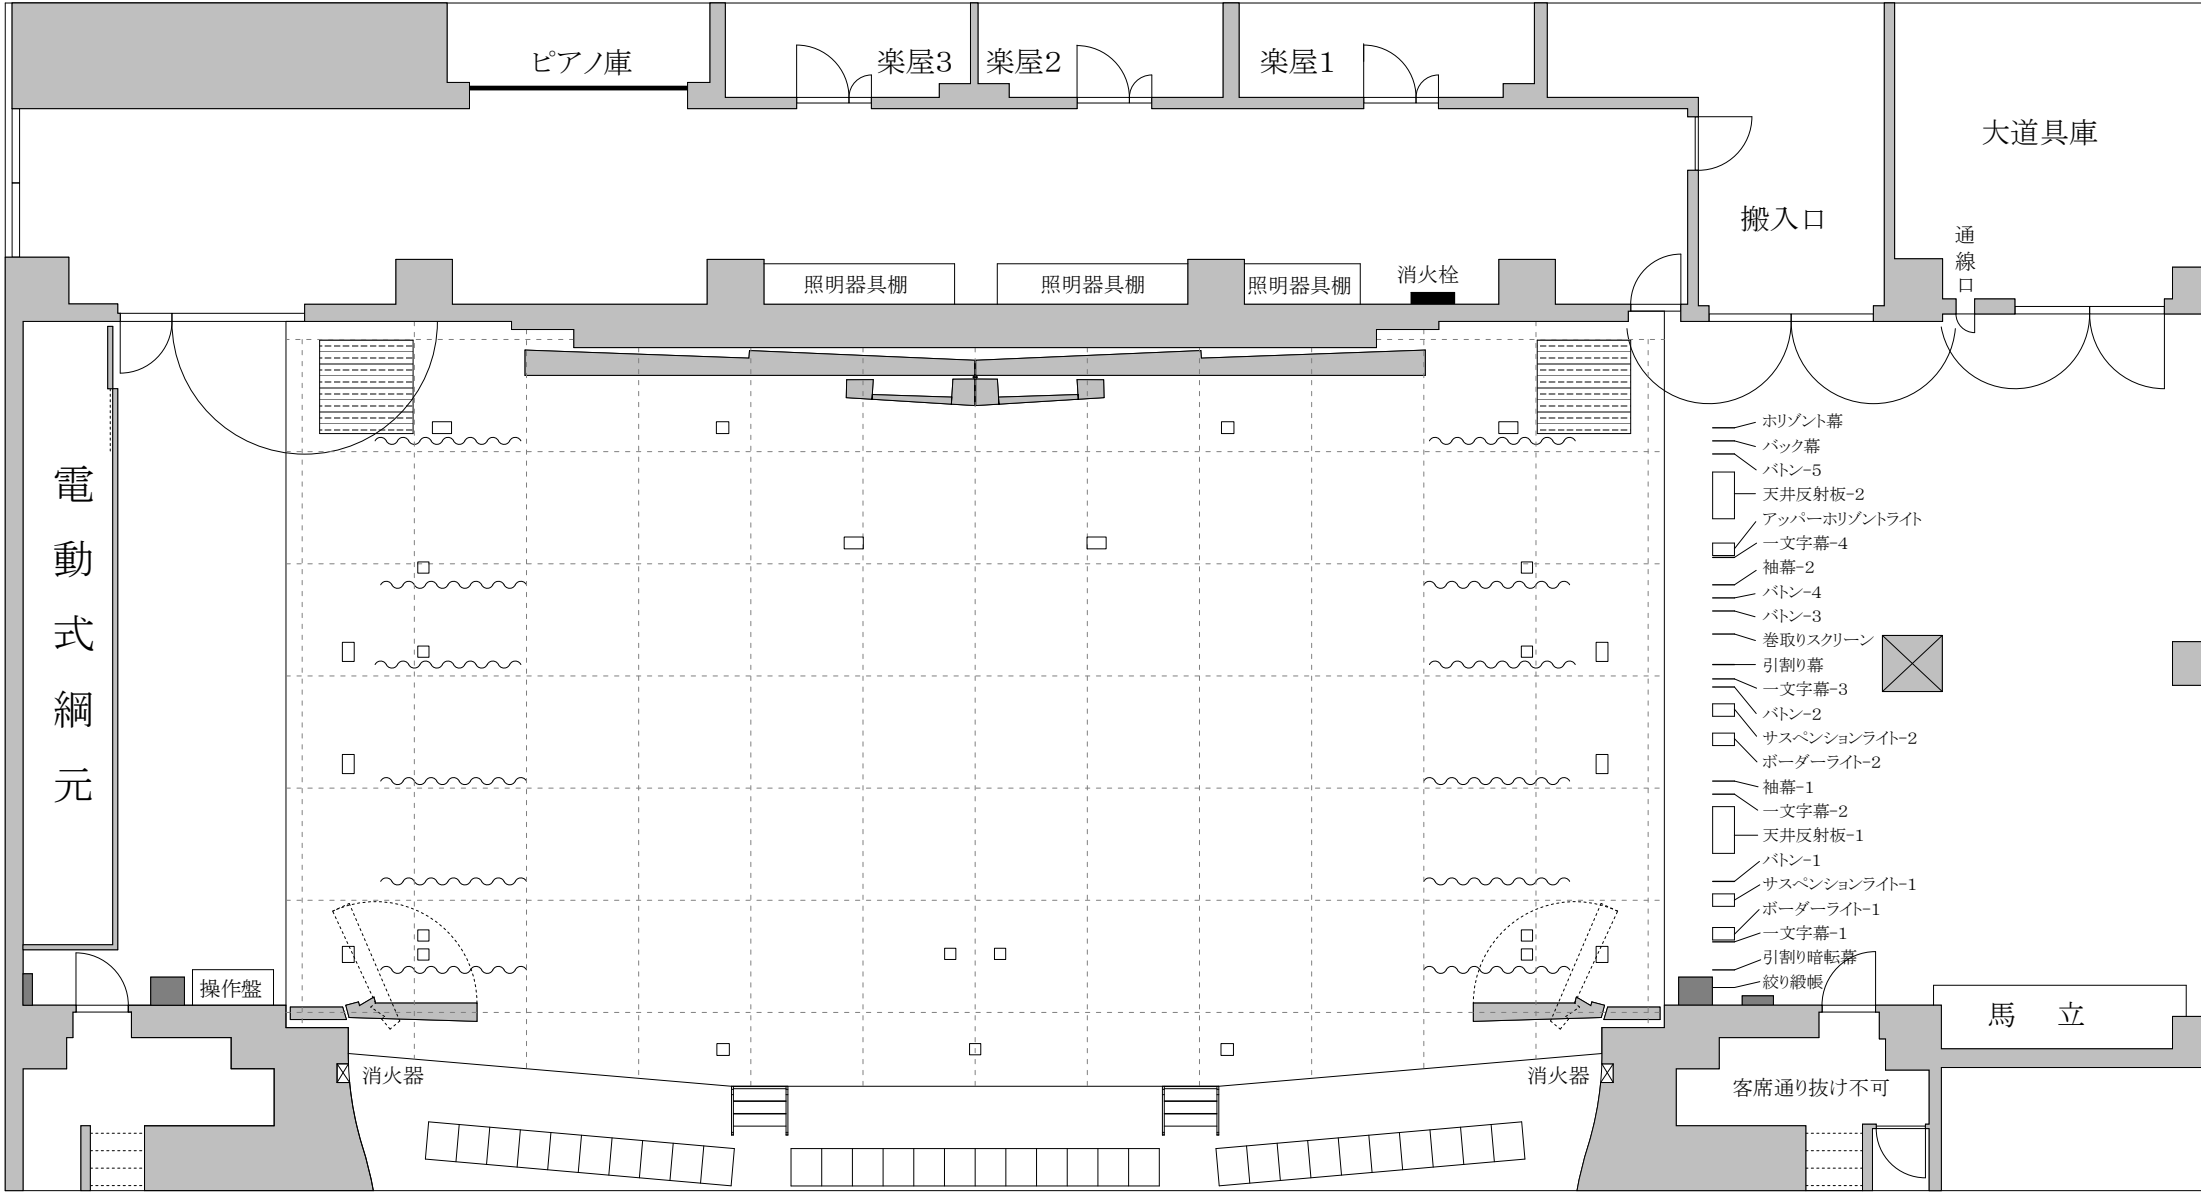 ピアノ庫
楽屋3
楽屋2
楽屋1
大道具庫
搬入口
通線口
照明器具棚
照明器具棚
照明器具棚
消火栓
電動式綱元
ホリゾント幕
バック幕
バトン-5
天井反射板-2
アッパーホリゾントライト
一文字幕-4
袖幕-2
バトン-4
バトン-3
巻取りスクリーン
引割り幕
一文字幕-3
バトン-2
サスペンションライト-2
ボーダーライト-2
袖幕-1
一文字幕-2
天井反射板-1
バトン-1
サスペンションライト-1
ボーダーライト-1
一文字幕-1
引割り暗転幕
絞り緞帳
操作盤
馬 立
消火器
消火器
客席通り抜け不可